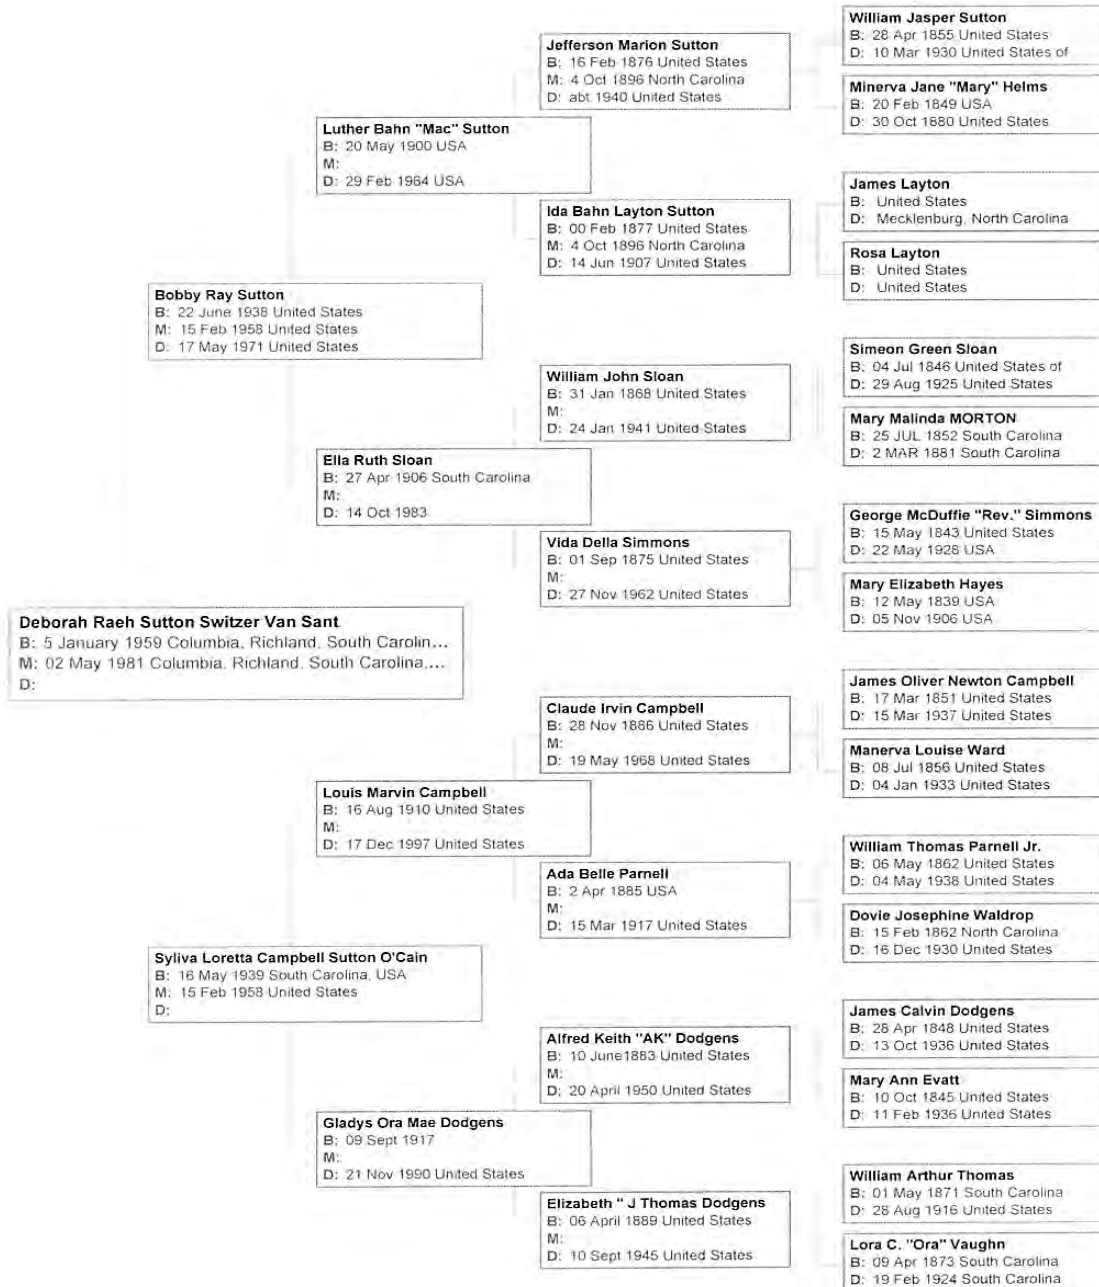 William Jasper Sutton
B: 28 Apr 1855 United States
D: 10 Mar 1930 United States of
Jefferson Marion Sutton
B: 16 Feb 1876 United States
M: 4 Oct 1896 North Carolina
D: abt 1940 United States
Minerva Jane "Mary" Helms
B: 20 Feb 1849 USA
D: 30 Oct 1880 United States
Luther Bahn "Mac" Sutton
B: 20 May 1900 USA
M:
D: 29 Feb 1964 USA
James Layton
B: United States
D: Mecklenburg, North Carolina
Ida Bahn Layton Sutton
B: 00 Feb 1877 United States
M: 4 Oct 1896 North Carolina
D: 14 Jun 1907 United States
Rosa Layton
B: United States
D: United States
Bobby Ray Sutton
B: 22 June 1938 United States
M: 15 Feb 1958 United States
D: 17 May 1971 United States
Simeon Green Sloan
B: 04 Jul 1846 United States of
D: 29 Aug 1925 United States
William John Sloan
B: 31 Jan 1868 United States
M:
D: 24 Jan 1941 United States
Mary Malinda MORTON
B: 25 JUL 1852 South Carolina
D: 2 MAR 1881 South Carolina
Ella Ruth Sloan
B: 27 Apr 1906 South Carolina
M:
D: 14 Oct 1983
George McDuffie "Rev." Simmons
B: 15 May 1843 United States
D: 22 May 1928 USA
Vida Della Simmons
B: 01 Sep 1875 United States
M:
D: 27 Nov 1962 United States
Mary Elizabeth Hayes
B: 12 May 1839 USA
D: 05 Nov 1906 USA
Deborah Raeh Sutton Switzer Van Sant
B: 5 January 1959 Columbia, Richland, South Carolin...
M: 02 May 1981 Columbia, Richland, South Carolina,...
D:
James Oliver Newton Campbell
B: 17 Mar 1851 United States
D: 15 Mar 1937 United States
Claude Irvin Campbell
B: 28 Nov 1886 United States
M:
D: 19 May 1968 United States
Manerva Louise Ward
B: 08 Jul 1856 United States
D: 04 Jan 1933 United States
Louis Marvin Campbell
B: 16 Aug 1910 United States
M:
D: 17 Dec 1997 United States
William Thomas Parnell Jr.
B: 06 May 1862 United States
D: 04 May 1938 United States
Ada Belle Parnell
B: 2 Apr 1885 USA
M:
D: 15 Mar 1917 United States
Dovie Josephine Waldrop
B: 15 Feb 1862 North Carolina
D: 16 Dec 1930 United States
Syliva Loretta Campbell Sutton O'Cain
B: 16 May 1939 South Carolina, USA
M: 15 Feb 1958 United States
D:
James Calvin Dodgens
B: 28 Apr 1848 United States
D: 13 Oct 1936 United States
Alfred Keith "AK" Dodgens
B: 10 June1883 United States
M:
D: 20 April 1950 United States
Mary Ann Evatt
B: 10 Oct 1845 United States
D: 11 Feb 1936 United States
Gladys Ora Mae Dodgens
B: 09 Sept 1917
M:
D: 21 Nov 1990 United States
William Arthur Thomas
B: 01 May 1871 South Carolina
D: 28 Aug 1916 United States
Elizabeth " J Thomas Dodgens
B: 06 April 1889 United States
M:
D: 10 Sept 1945 United States
Lora C. "Ora" Vaughn
B: 09 Apr 1873 South Carolina
D: 19 Feb 1924 South Carolina